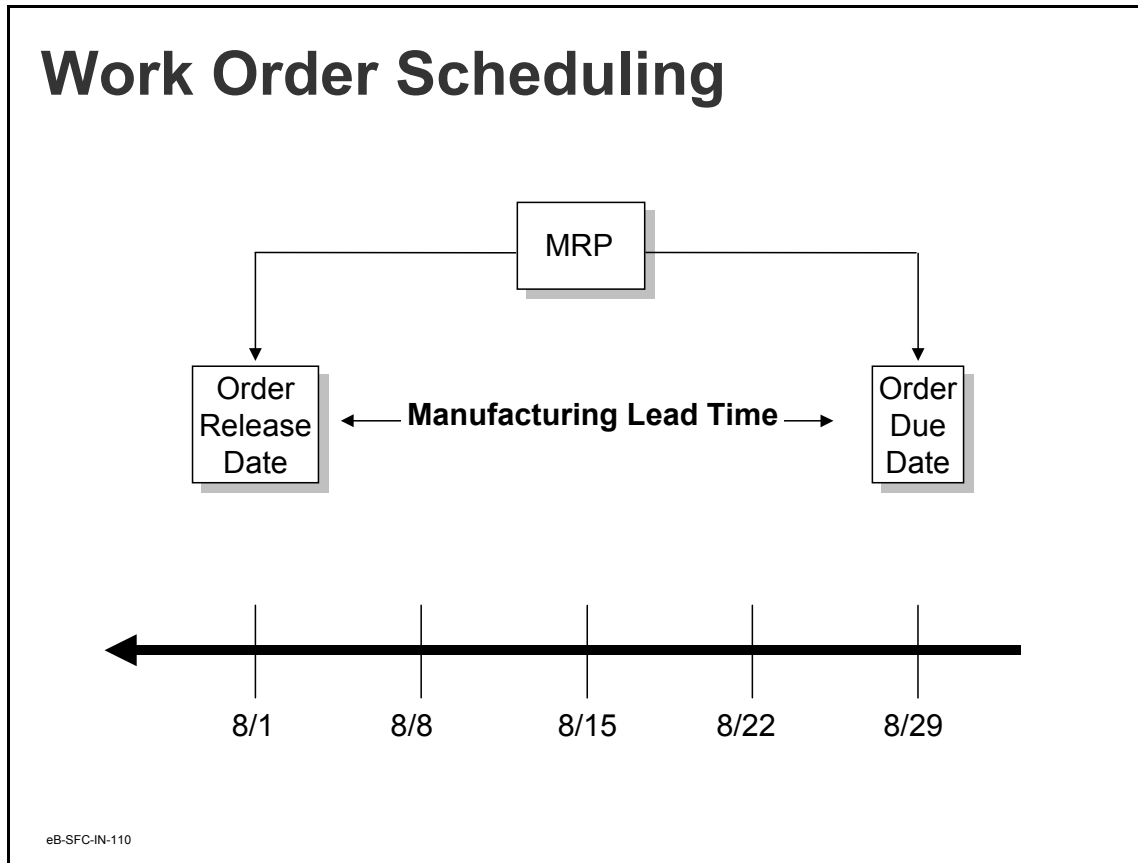 Work Order Scheduling
MRP
Order
Release
Date
Manufacturing Lead Time
Order
Due
Date
8/1
8/8
8/15
8/22
8/29
eB-SFC-IN-110